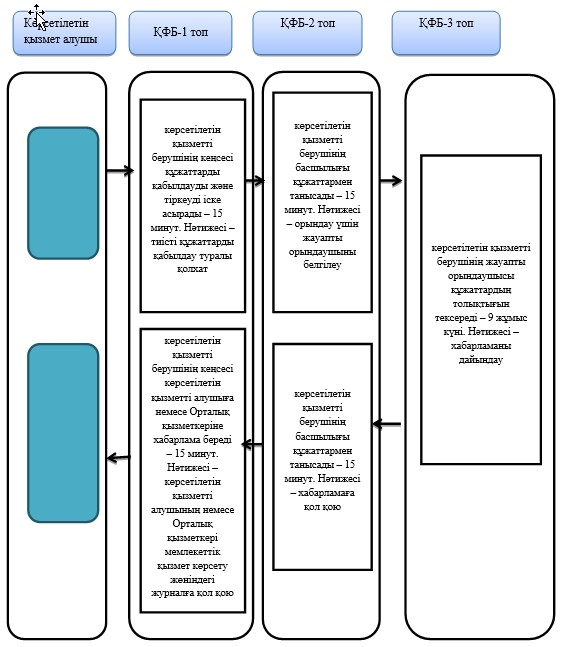 Көрсетілетін
қызмет алушы
ҚФБ-1 топ
ҚФБ-2 топ
ҚФБ-3 топ
көрсетілетін
қызметті
берушінің кеңсесі
құжаттарды
қабылдауды және
тіркеуді іске
асырады – 15
минут. Нәтижесі –
тиісті құжаттарды
қабылдау туралы
қолхат
көрсетілетін
қызметті
берушінің
басшылығы
құжаттармен
танысады – 15
минут. Нәтижесі
– орындау үшін
жауапты
орындаушыны
белгілеу
көрсетілетін қызметті
берушінің жауапты
орындаушысы
құжаттардың
толықтығын
тексереді – 9 жұмыс
күні. Нәтижесі –
хабарламаны
дайындау
көрсетілетін
қызметті
берушінің
басшылығы
құжаттармен
танысады – 15
минут. Нәтижесі
– хабарламаға
қол қою
көрсетілетін
қызметті
берушінің кеңсесі
көрсетілетін
қызметті алушыға
немесе Орталық
қызметкеріне
хабарлама береді
– 15 минут.
Нәтижесі –
көрсетілетін
қызметті
алушының немесе
Орталық
қызметкері
мемлекеттік
қызмет көрсету
жөніндегі
журналға қол қою